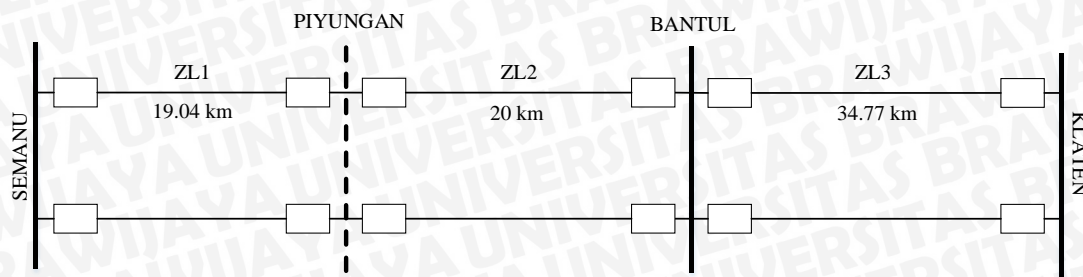 PIYUNGAN
BANTUL
ZL1
ZL2
ZL3
19.04 km
20 km
34.77 km
SEMANU
KLATEN